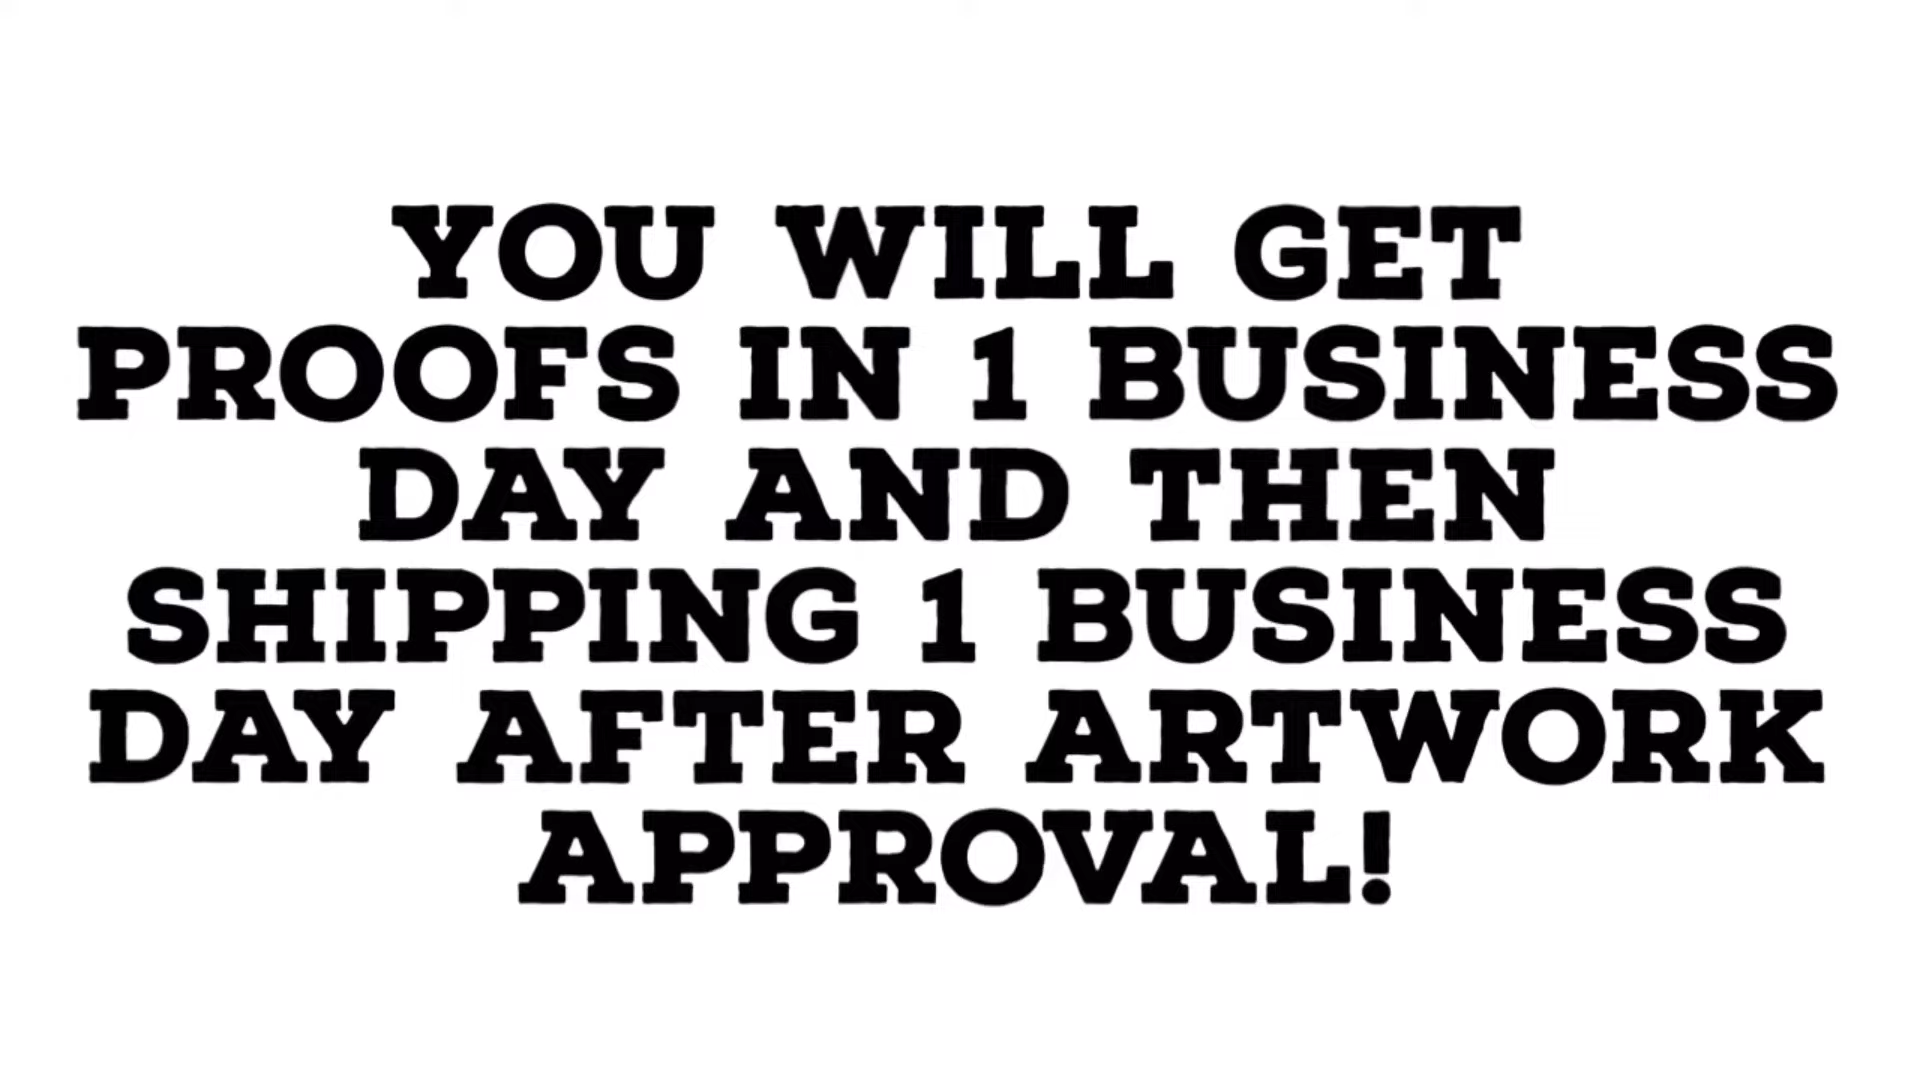 YOU WILL GET
PROOFS IN 1 BUSINESS
DAY AND THEN
SHIPPING 1 BUSINESS
DAY AFTER ARTWORK
APPROVAL!